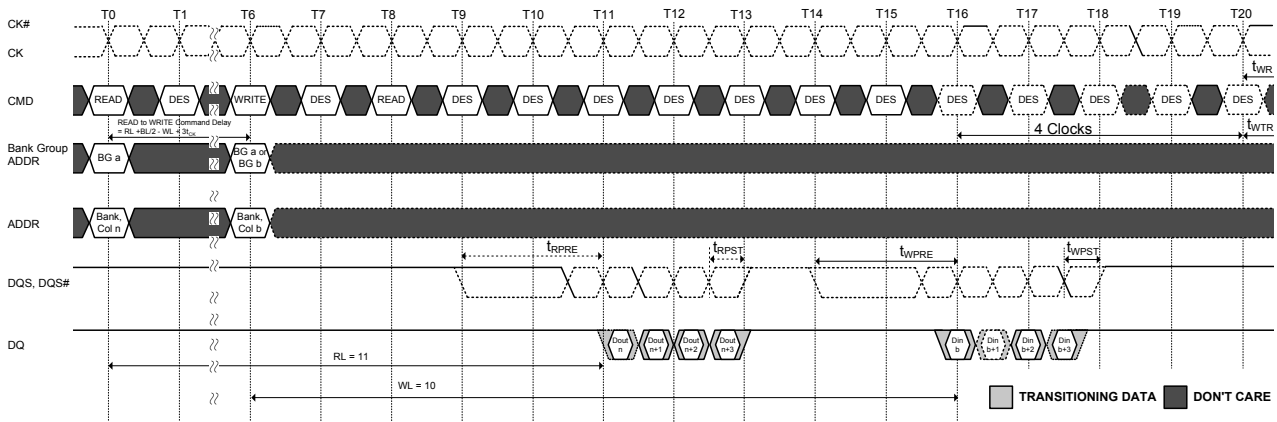 T0 T1 T6 T7 T8 T9 T10 T11 T12 T13 T14 T15 T16 T17 T18 T19 T20
CK#
CK
tWR
CMD READ DES WRITE DES READ DES DES DES DES DES DES DES DES DES DES DES DES
READ to WRITE Command Delay
= RL +BL/2 - WL + 3tCK
4 Clocks
tWTR
Bank Group
ADDR
BG a
BG a or
BG b
ADDR
Bank,
Col n
Bank,
Col b
tRPRE tRPST tWPRE tWPST
DQS, DQS#
DQ
Dout
n
Dout
n+1
Dout
n+2
Dout
n+3
Din
b
Din
b+1
Din
b+2
Din
b+3
RL = 11
WL = 10
TRANSITIONING DATA DON'T CARE